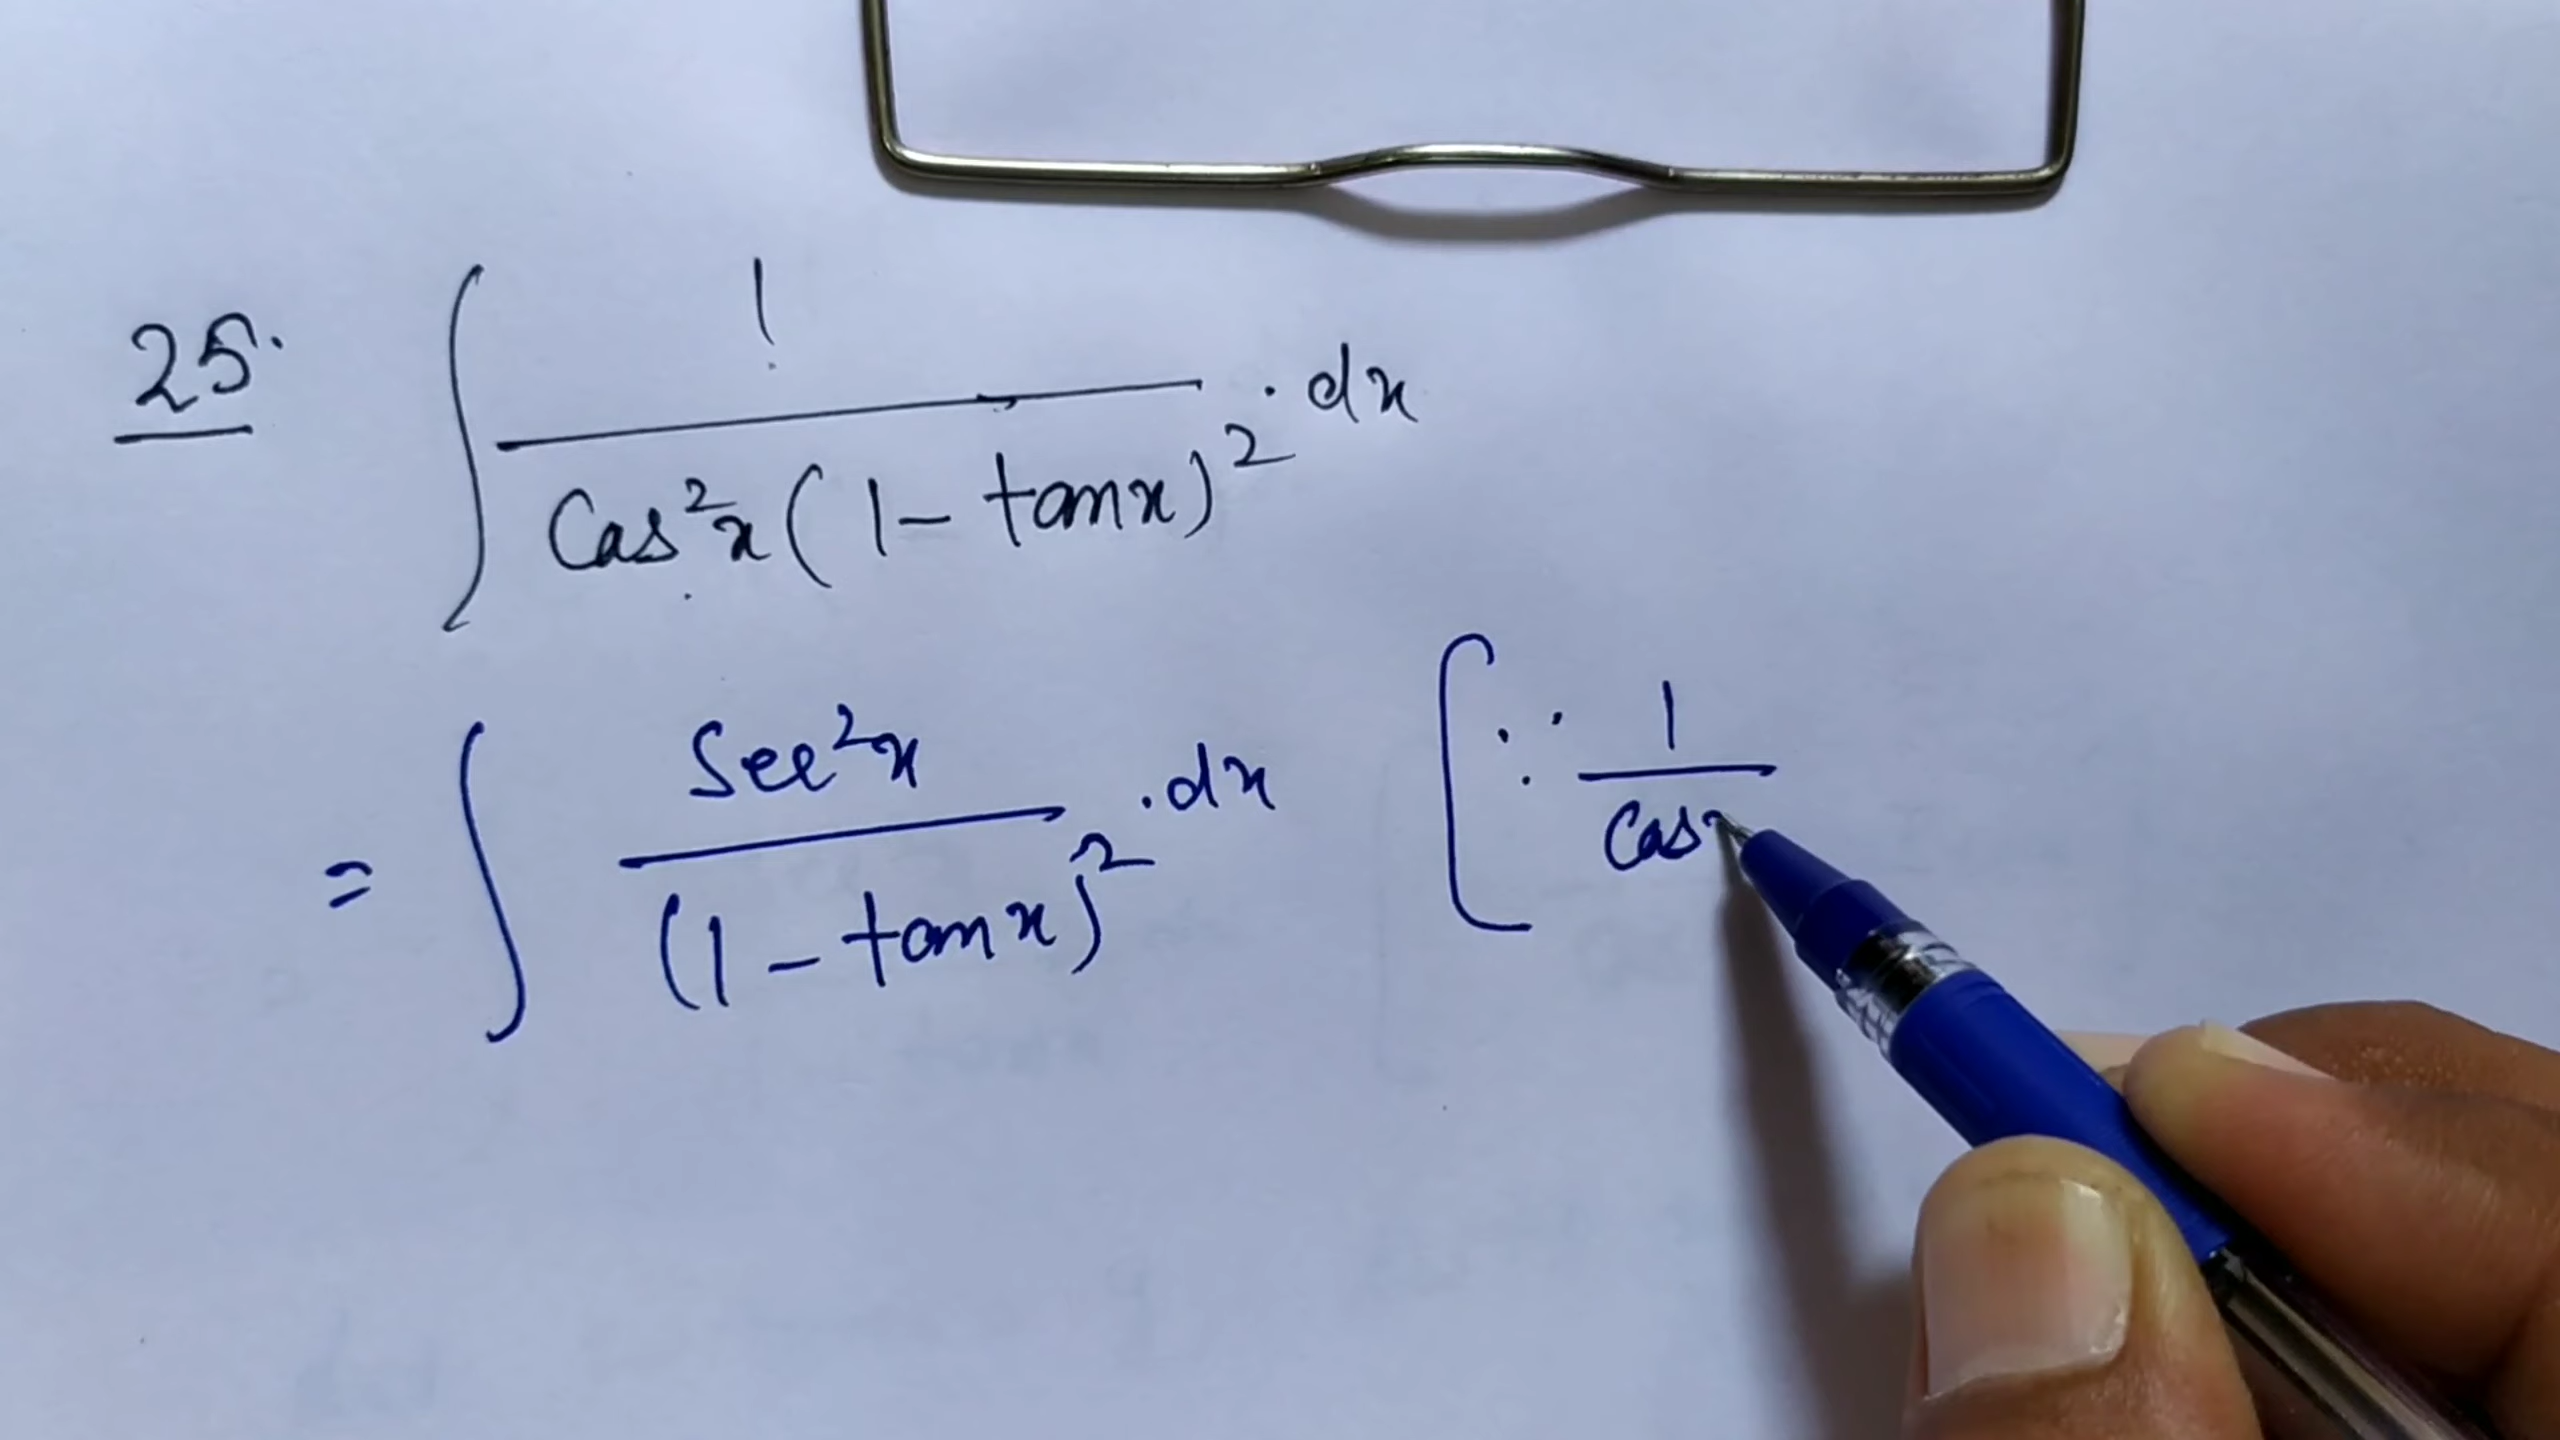 25. ∫ 1 / Cos²x (1 - tanx)² . dx
= ∫ Sec²x / (1 - tanx)² . dx [∵ 1 / Cos